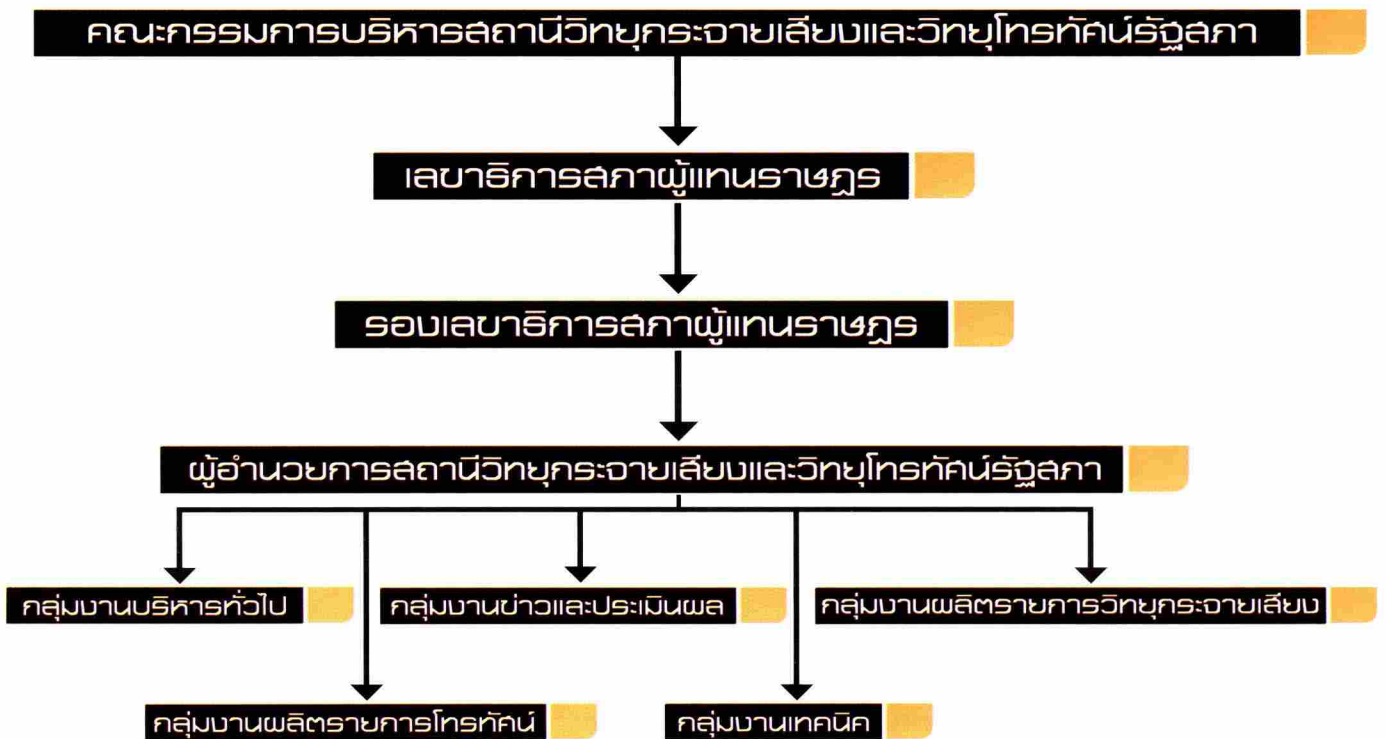 คณะกรรมการบริหารสถานีวิทยุกระจายเสียงและวิทยุโทรทัศน์รัฐสภา
เลขาธิการสภาผู้แทนราษฎร
รองเลขาธิการสภาผู้แทนราษฎร
ผู้อำนวยการสถานีวิทยุกระจายเสียงและวิทยุโทรทัศน์รัฐสภา
กลุ่มงานบริหารทั่วไป
กลุ่มงานข่าวและประเมินผล
กลุ่มงานผลิตรายการวิทยุกระจายเสียง
กลุ่มงานผลิตรายการโทรทัศน์
กลุ่มงานเทคนิค